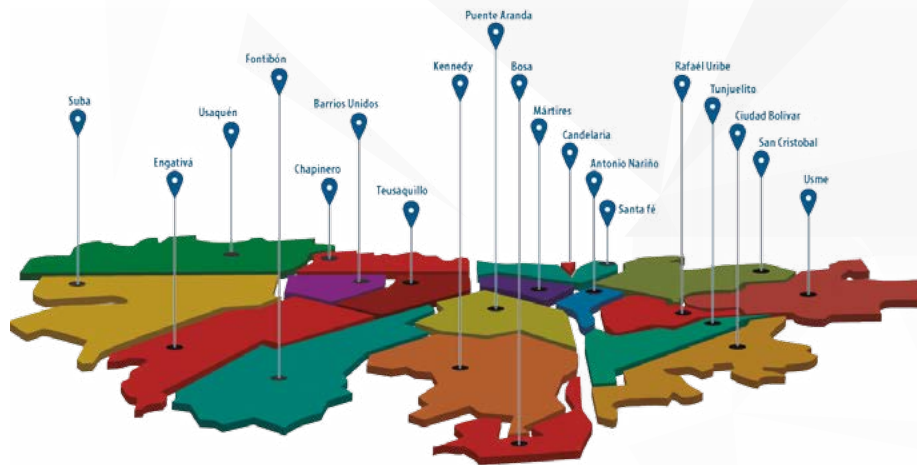 Puente Aranda
Fontibón
Kennedy
Bosa
Rafaél Uribe
Tunjuelito
Suba
Usaquén
Barrios Unidos
Mártires
Ciudad Bolivar
Candelaria
San Cristobal
Engativá
Chapinero
Antonio Nariño
Teusaquillo
Usme
Santa fé